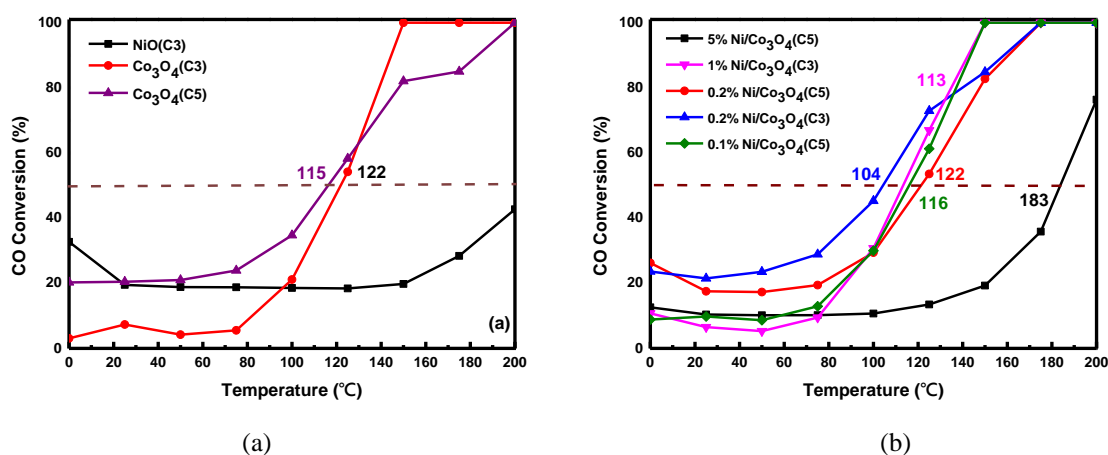 (a)
CO Conversion (%)
100
80
60
40
20
0
NiO(C3)
Co3O4(C3)
Co3O4(C5)
115
122
(a)
0 20 40 60 80 100 120 140 160 180 200
Temperature (℃)
(a)
(b)
CO Conversion (%)
100
80
60
40
20
0
5% Ni/Co3O4(C5)
1% Ni/Co3O4(C3)
0.2% Ni/Co3O4(C5)
0.2% Ni/Co3O4(C3)
0.1% Ni/Co3O4(C5)
113
104
122
116
183
0 20 40 60 80 100 120 140 160 180 200
Temperature (℃)
(b)